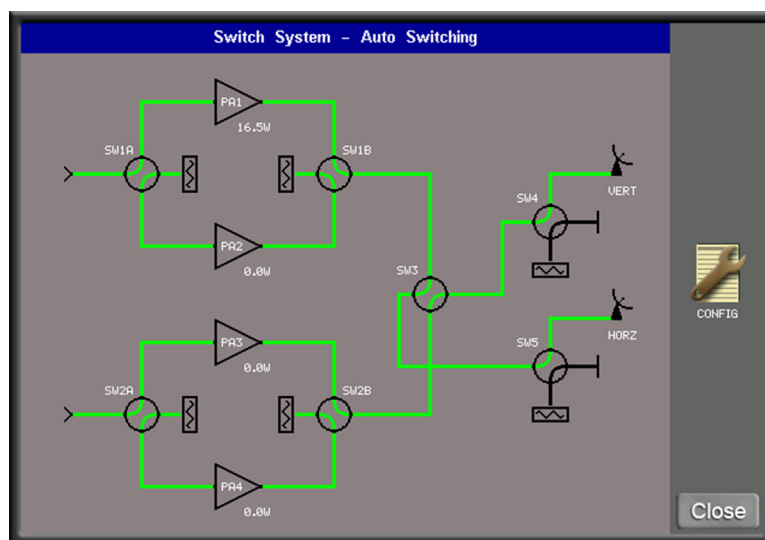 Switch System - Auto Switching
PA1
16.5W
SW1A
SW1B
PA2
0.0W
SW4
VERT
SW3
CONFIG
PA3
0.0W
HORZ
SW5
SW2A
SW2B
PA4
0.0W
Close